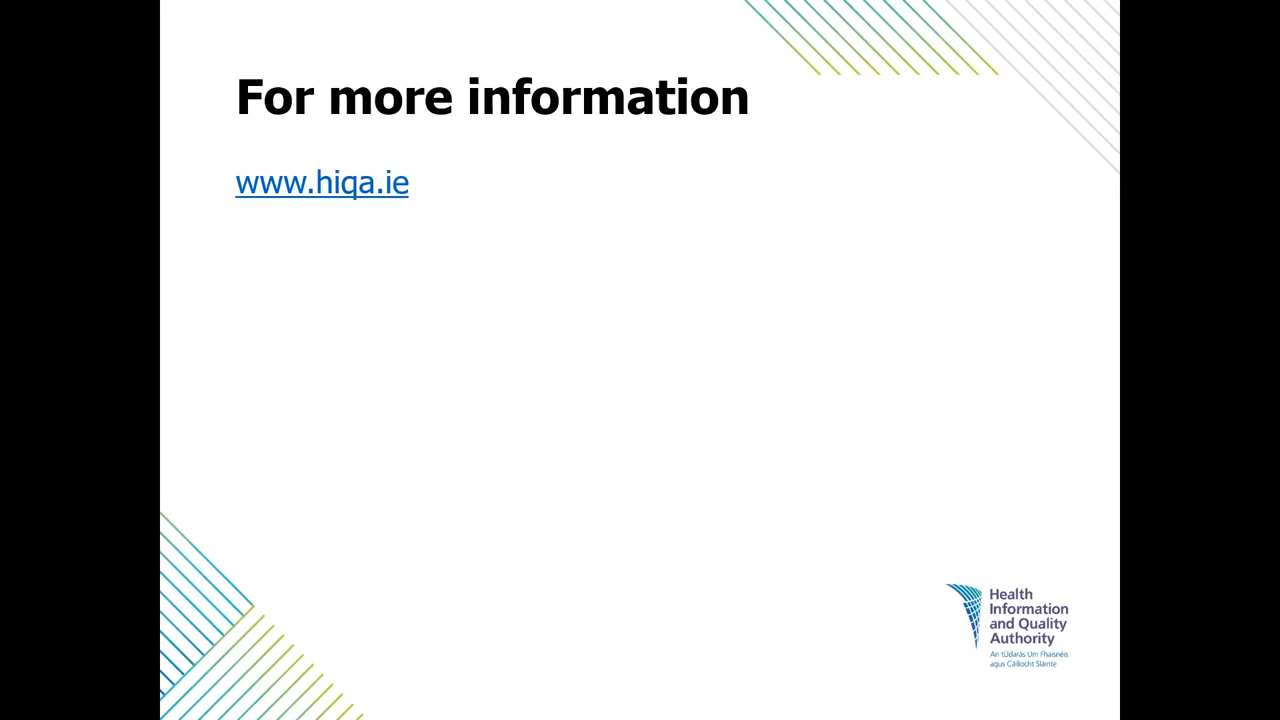 For more information
www.hiqa.ie
Health
Information
and Quality
Authority
An tÚdarás Um Fhaisnéis
agus Cáilíocht Sláinte